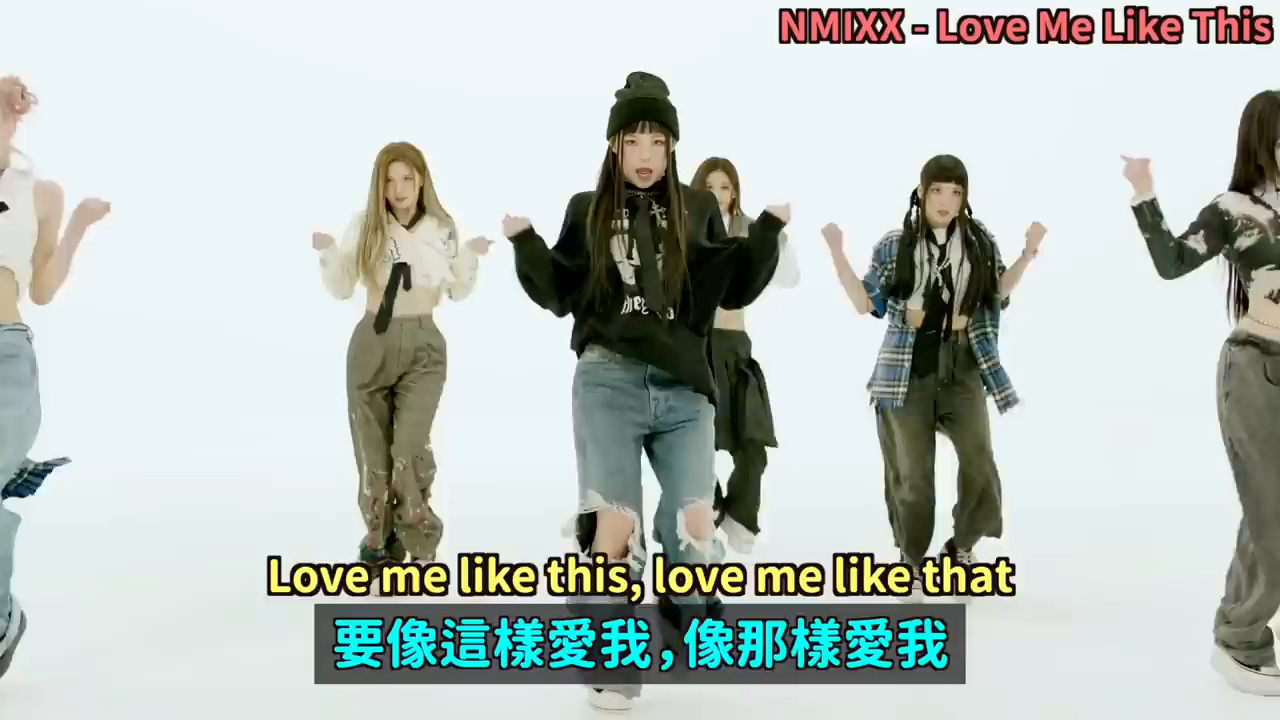 NMIXX - Love Me Like This
Love me like this, love me like that
要像這樣愛我,像那樣愛我